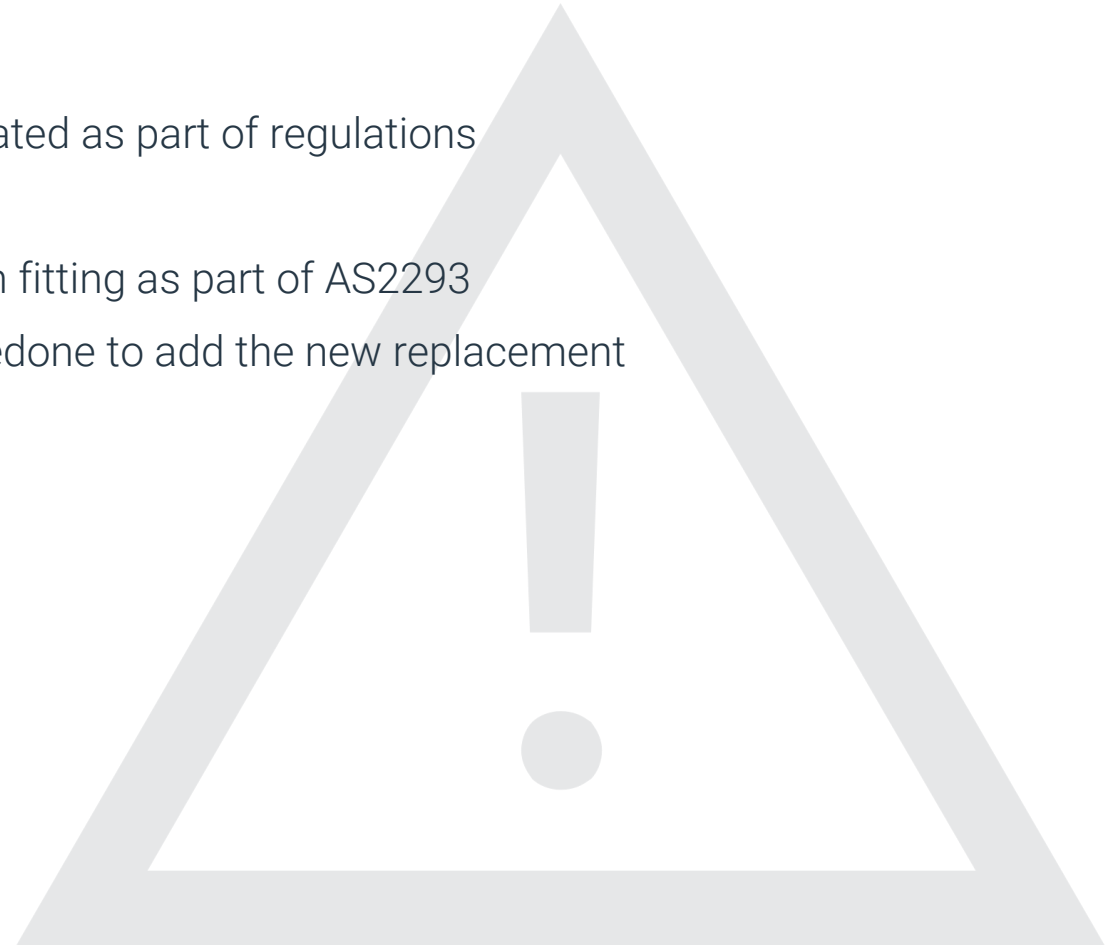 ated as part of regulations
fitting as part of AS2293
edone to add the new replacement